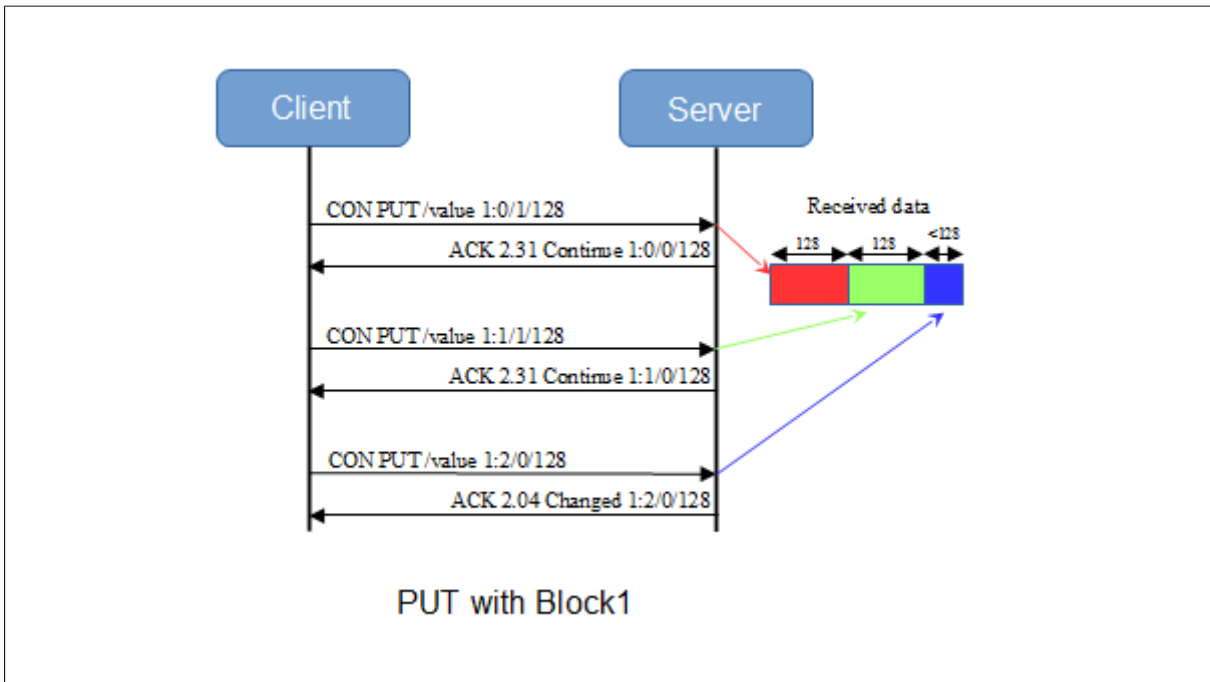 Client
Server
CON PUT /value 1:0/1/128
ACK 2.31 Continue 1:0/0/128
Received data
128
128
<128
CON PUT /value 1:1/1/128
ACK 2.31 Continue 1:1/0/128
CON PUT /value 1:2/0/128
ACK 2.04 Changed 1:2/0/128
PUT with Block1